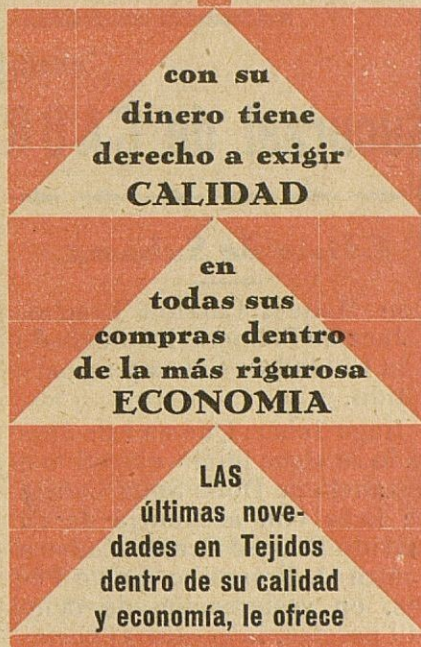 con su
dinero tiene
derecho a exigir
CALIDAD
en
todas sus
compras dentro
de la más rigurosa
ECONOMIA
LAS
últimas nove-
dades en Tejidos
dentro de su calidad
y economía, le ofrece